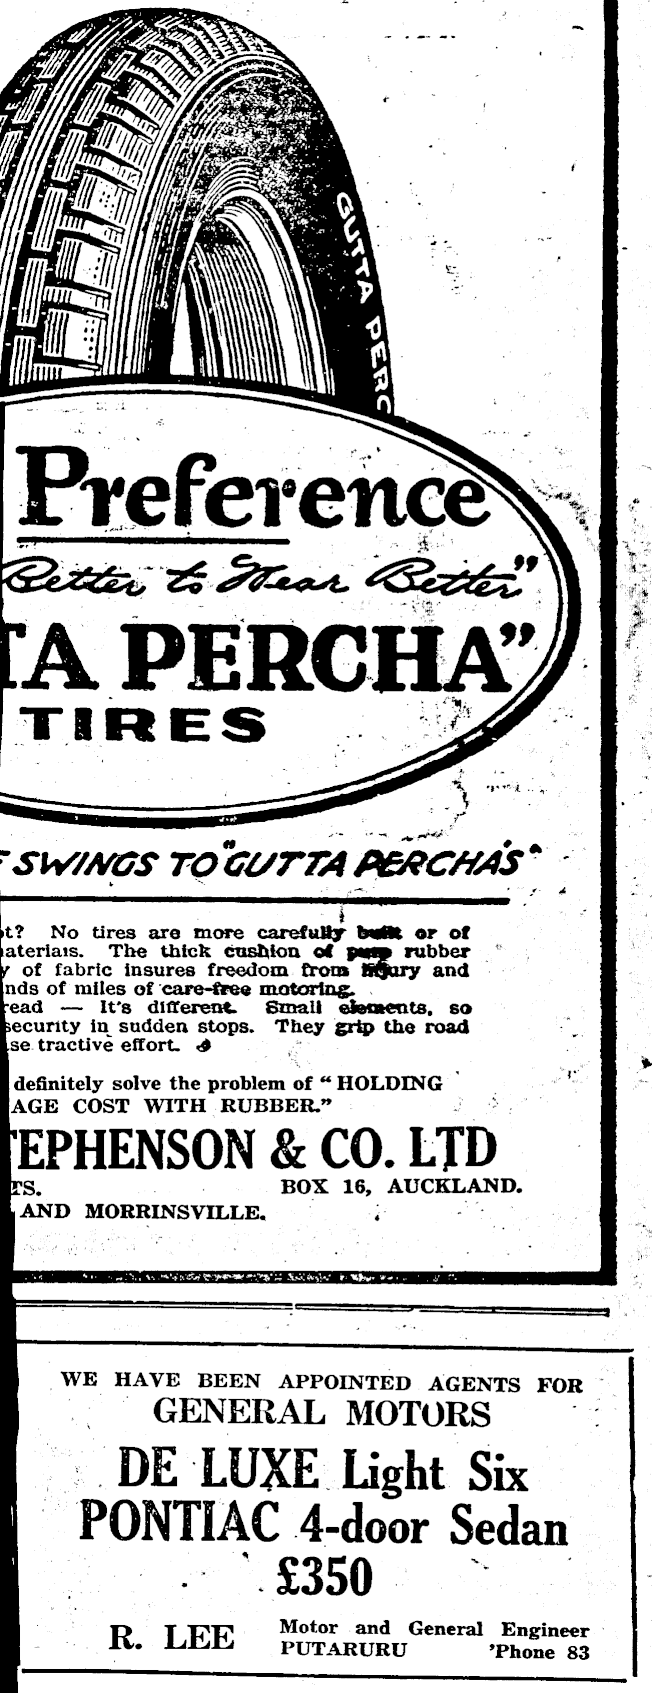 GUTTA PERC
Preference
Better to Wear Better"
TA PERCHA"
TIRES
SWINGS TO "GUTTA PERCHA'S"
t? No tires are more carefully built or of
aterials. The thick cushion of pure rubber
y of fabric insures freedom from injury and
nds of miles of care-free motoring.
read — It's different. Small elements, so
security in sudden stops. They grip the road
se tractive effort.
definitely solve the problem of " HOLDING
AGE COST WITH RUBBER."
TEPHENSON & CO. LTD
TS. BOX 16, AUCKLAND.
AND MORRINSVILLE.
WE HAVE BEEN APPOINTED AGENTS FOR
GENERAL MOTORS
DE LUXE Light Six
PONTIAC 4-door Sedan
£350
R. LEE Motor and General Engineer
PUTARURU 'Phone 83